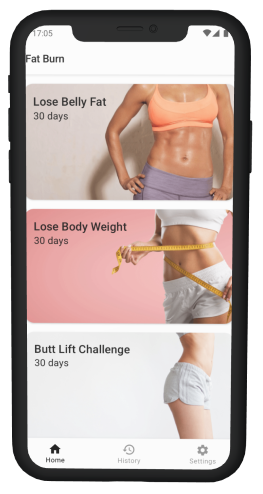 17:05
Fat Burn
Lose Belly Fat
30 days
Lose Body Weight
30 days
Butt Lift Challenge
30 days
Home
History
Settings